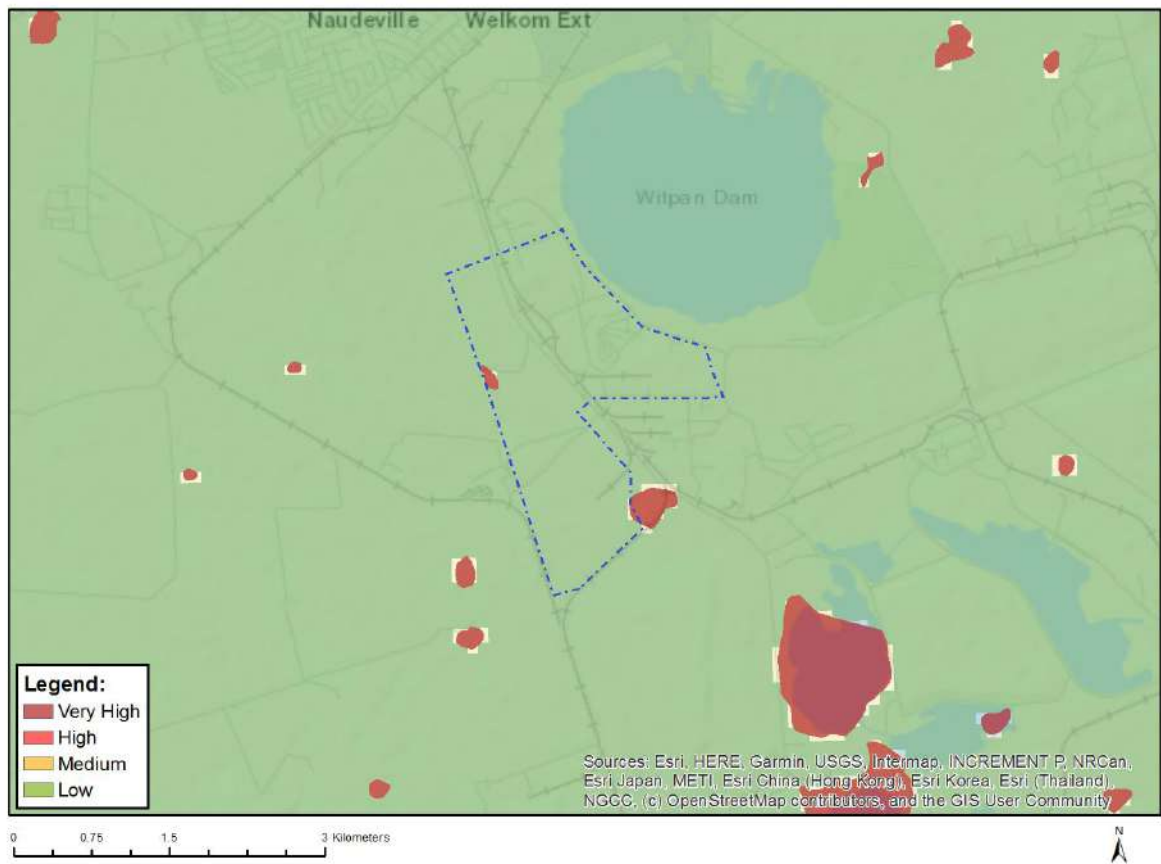 Naudeville Welkom Ext
Witpan Dam
Legend:
Very High
High
Medium
Low
Sources: Esri, HERE, Garmin, USGS, Intermap, INCREMENT P, NRCan,
Esri Japan, METI, Esri China (Hong Kong), Esri Korea, Esri (Thailand),
NGCC, (c) OpenStreetMap contributors, and the GIS User Community
0 0.75 1.5 3 Kilometers
N